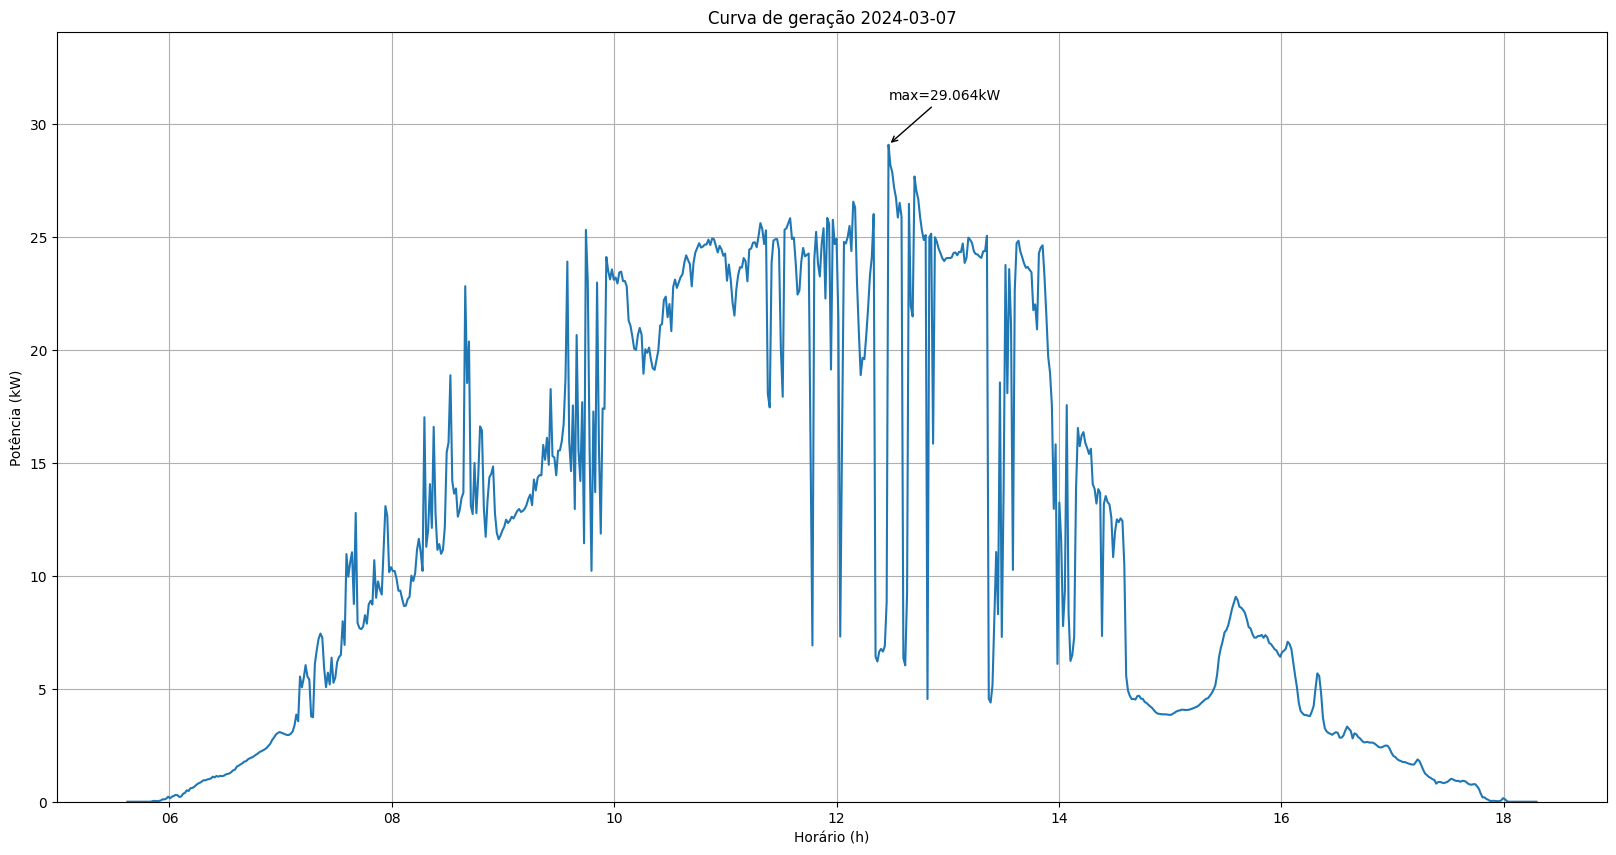 Curva de geração 2024-03-07
max=29.064kW
Potência (kW)
30
25
20
15
10
5
0
06 08 10 12 14 16 18
Horário (h)